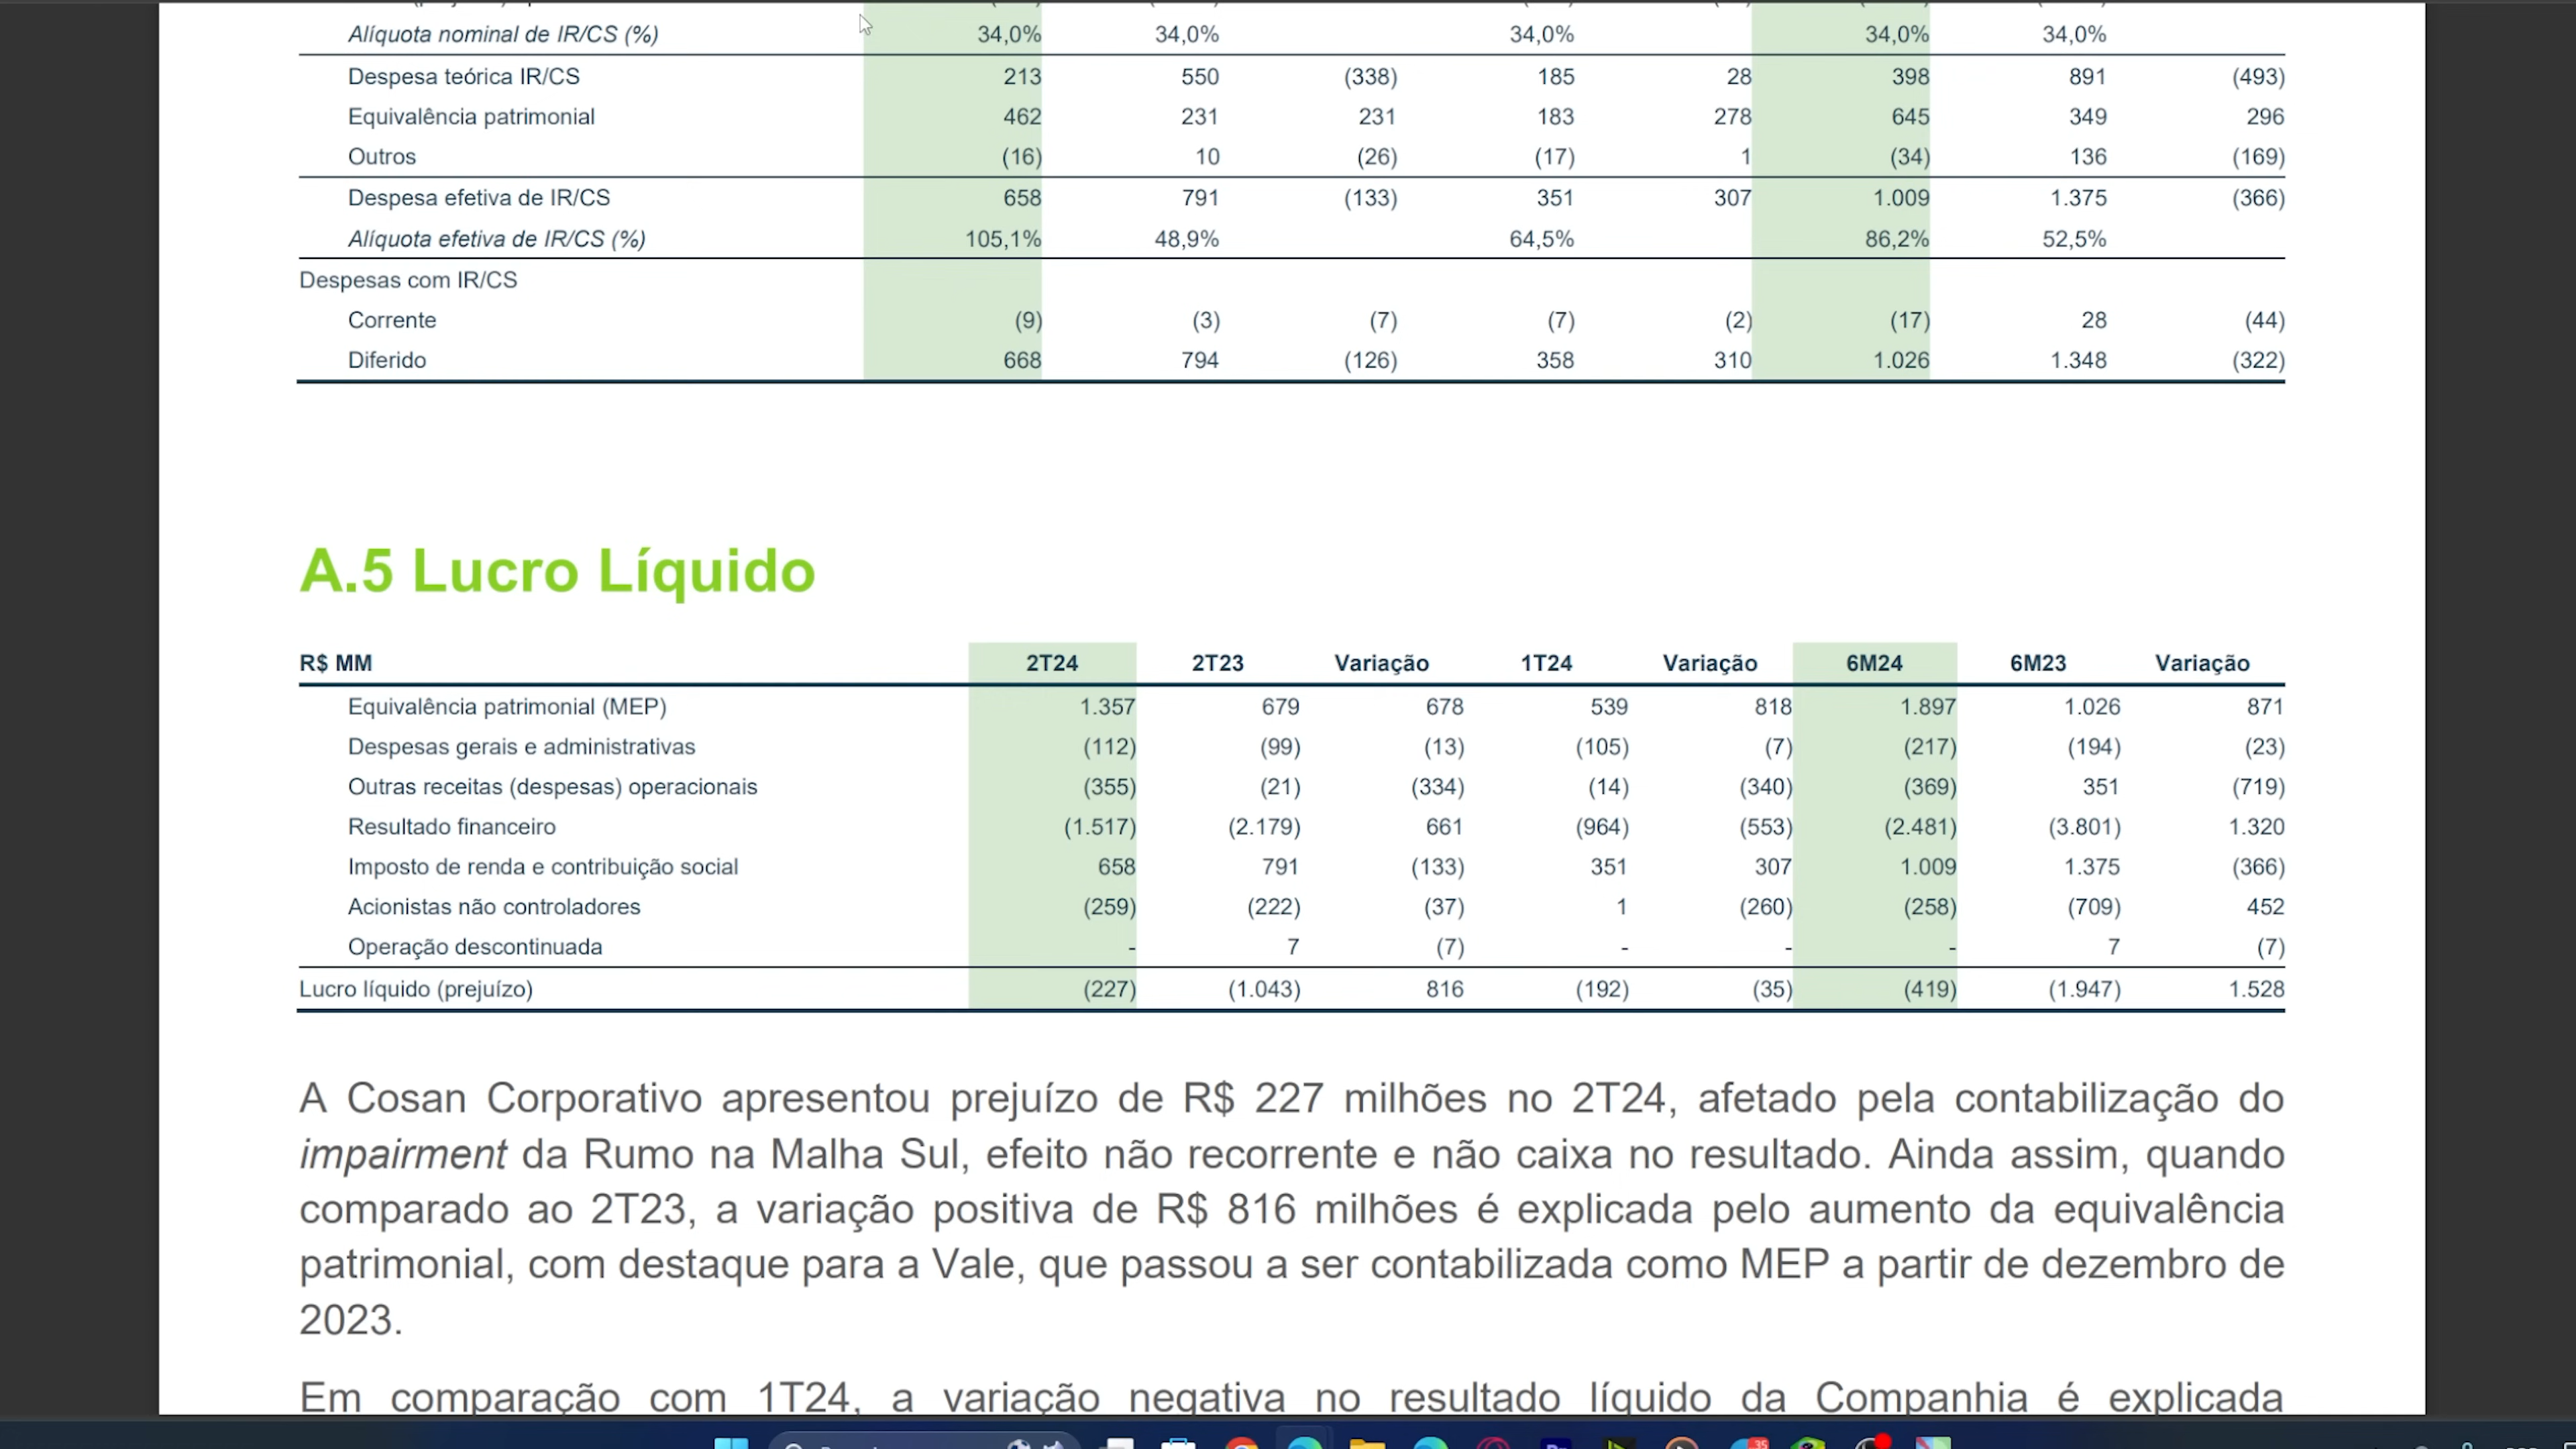 Alíquota nominal de IR/CS (%) 34,0% 34,0% 34,0% 34,0% 34,0%
Despesa teórica IR/CS 213 550 (338) 185 28 398 891 (493)
Equivalência patrimonial 462 231 231 183 278 645 349 296
Outros (16) 10 (26) (17) 1 (34) 136 (169)
Despesa efetiva de IR/CS 658 791 (133) 351 307 1.009 1.375 (366)
Alíquota efetiva de IR/CS (%) 105,1% 48,9% 64,5% 86,2% 52,5%
Despesas com IR/CS
Corrente (9) (3) (7) (7) (2) (17) 28 (44)
Diferido 668 794 (126) 358 310 1.026 1.348 (322)
A.5 Lucro Líquido
R$ MM 2T24 2T23 Variação 1T24 Variação 6M24 6M23 Variação
Equivalência patrimonial (MEP) 1.357 679 678 539 818 1.897 1.026 871
Despesas gerais e administrativas (112) (99) (13) (105) (7) (217) (194) (23)
Outras receitas (despesas) operacionais (355) (21) (334) (14) (340) (369) 351 (719)
Resultado financeiro (1.517) (2.179) 661 (964) (553) (2.481) (3.801) 1.320
Imposto de renda e contribuição social 658 791 (133) 351 307 1.009 1.375 (366)
Acionistas não controladores (259) (222) (37) 1 (260) (258) (709) 452
Operação descontinuada - 7 (7) - - - 7 (7)
Lucro líquido (prejuízo) (227) (1.043) 816 (192) (35) (419) (1.947) 1.528
A Cosan Corporativo apresentou prejuízo de R$ 227 milhões no 2T24, afetado pela contabilização do
impairment da Rumo na Malha Sul, efeito não recorrente e não caixa no resultado. Ainda assim, quando
comparado ao 2T23, a variação positiva de R$ 816 milhões é explicada pelo aumento da equivalência
patrimonial, com destaque para a Vale, que passou a ser contabilizada como MEP a partir de dezembro de
2023.
Em comparação com 1T24, a variação negativa no resultado líquido da Companhia é explicada
35